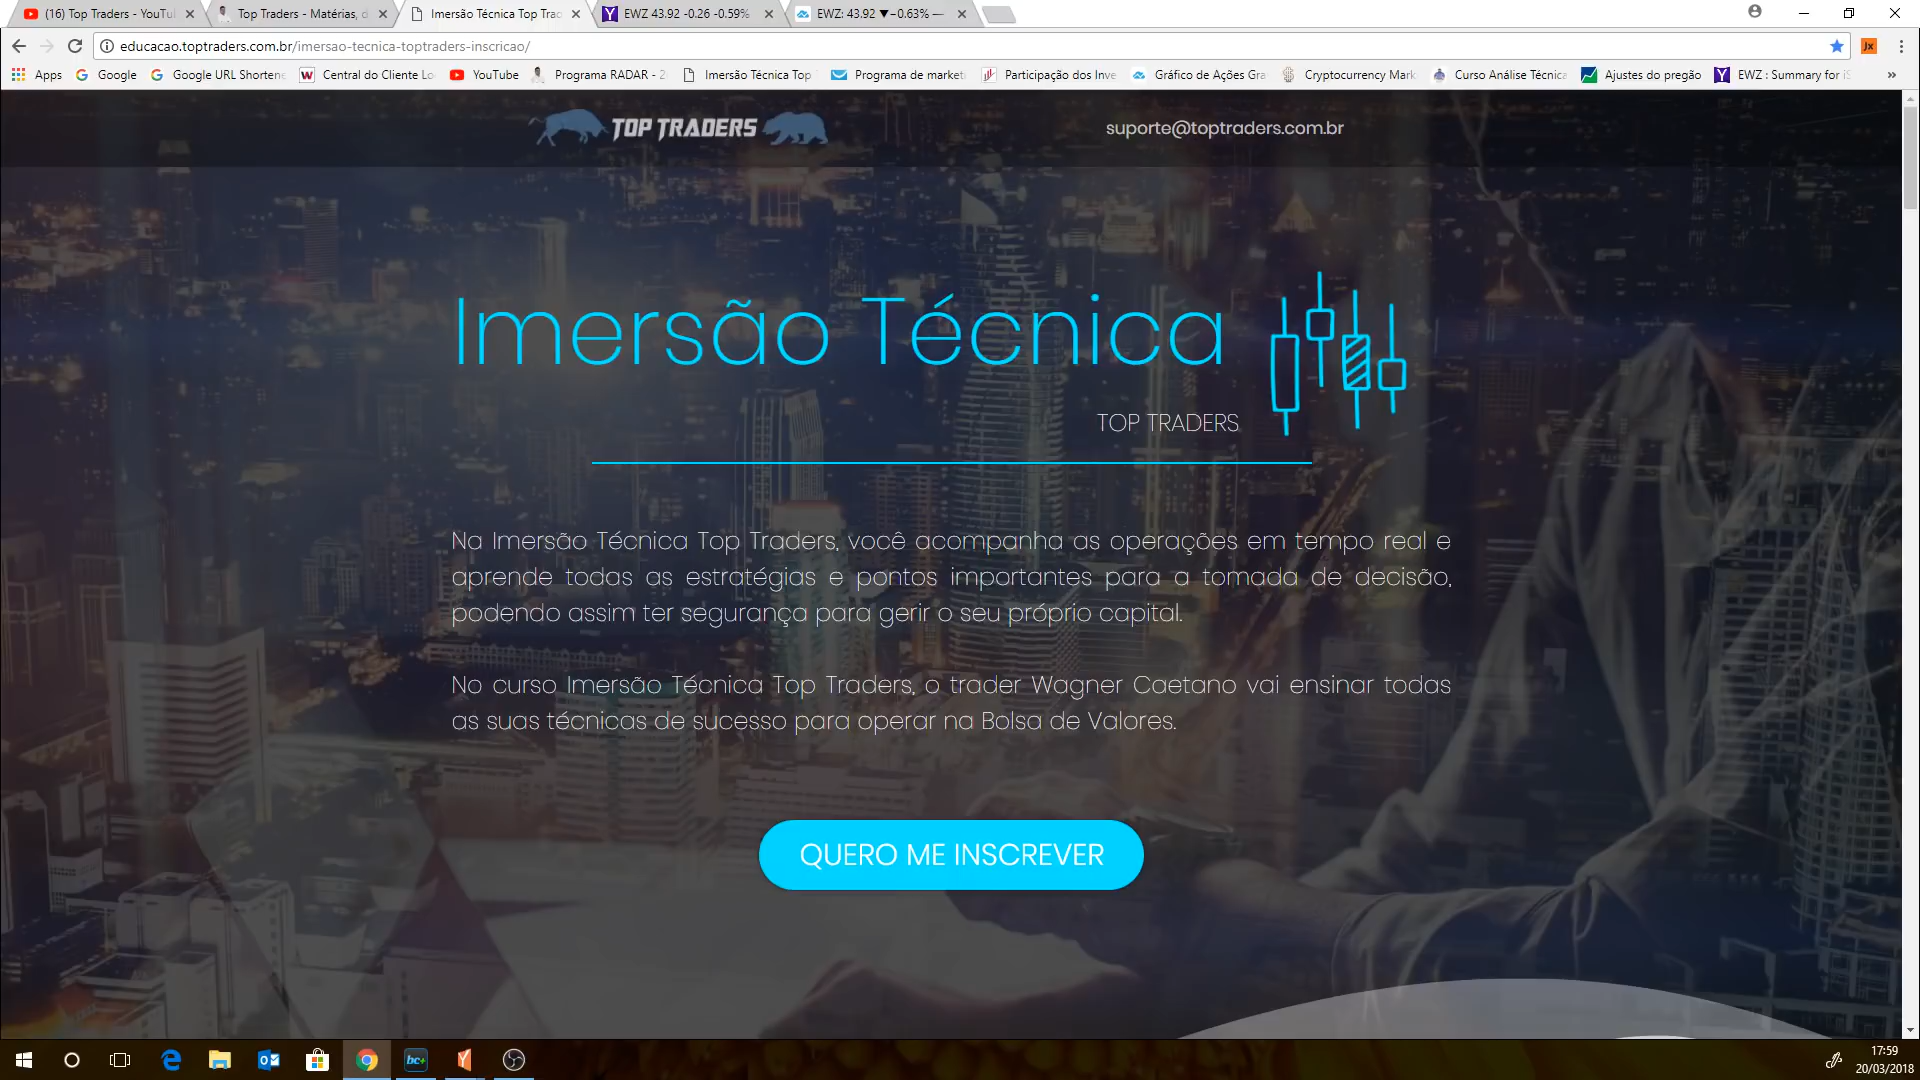 (16) Top Traders - YouTu
Top Traders - Matérias, d
Imersão Técnica Top Trad
EWZ 43.92 -0.26 -0.59%
EWZ: 43.92 ▼−0.63% —
educacao.toptraders.com.br/imersao-tecnica-toptraders-inscricao/
Jx
Apps
Google
Google URL Shortene
Central do Cliente Lo
YouTube
Programa RADAR - 2
Imersão Técnica Top
Programa de market
Participação dos Inve
Gráfico de Ações Gra
Cryptocurrency Mark
Curso Análise Técnica
Ajustes do pregão
EWZ : Summary for iS
TOP TRADERS
suporte@toptraders.com.br
Imersão Técnica
TOP TRADERS
Na Imersão Técnica Top Traders, você acompanha as operações em tempo real e
aprende todas as estratégias e pontos importantes para a tomada de decisão,
podendo assim ter segurança para gerir o seu próprio capital.
No curso Imersão Técnica Top Traders, o trader Wagner Caetano vai ensinar todas
as suas técnicas de sucesso para operar na Bolsa de Valores.
QUERO ME INSCREVER
bc+
17:59
20/03/2018